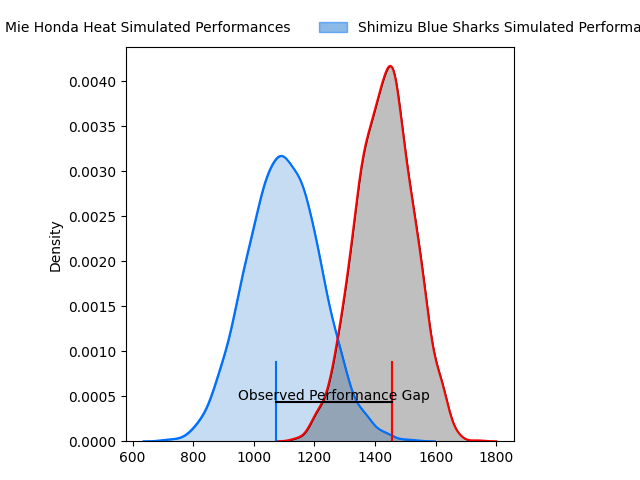 Mie Honda Heat Simulated Performances
Shimizu Blue Sharks Simulated Performa
0.0040
0.0035
0.0030
0.0025
0.0020
0.0015
0.0010
0.0005
0.0000
Density
Observed Performance Gap
600 800 1000 1200 1400 1600 1800